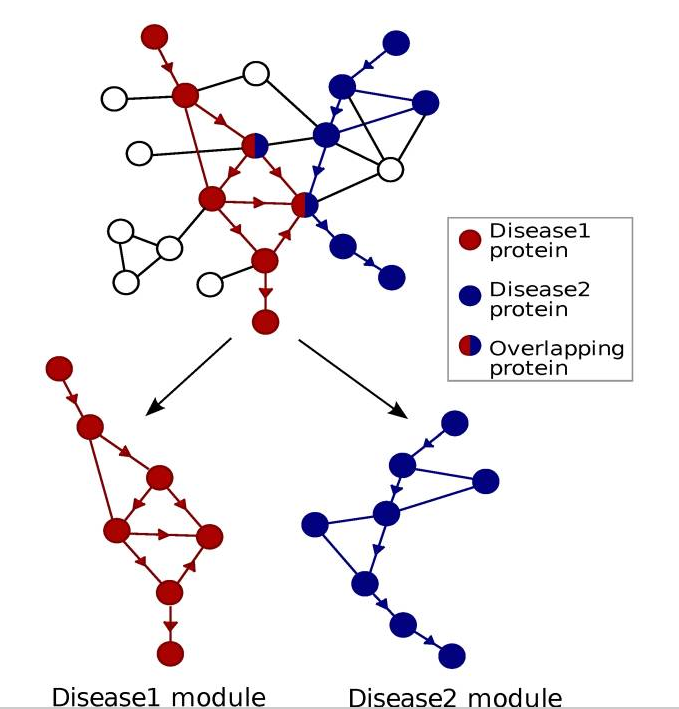 Disease1
protein
Disease2
protein
Overlapping
protein
Disease1 module
Disease2 module